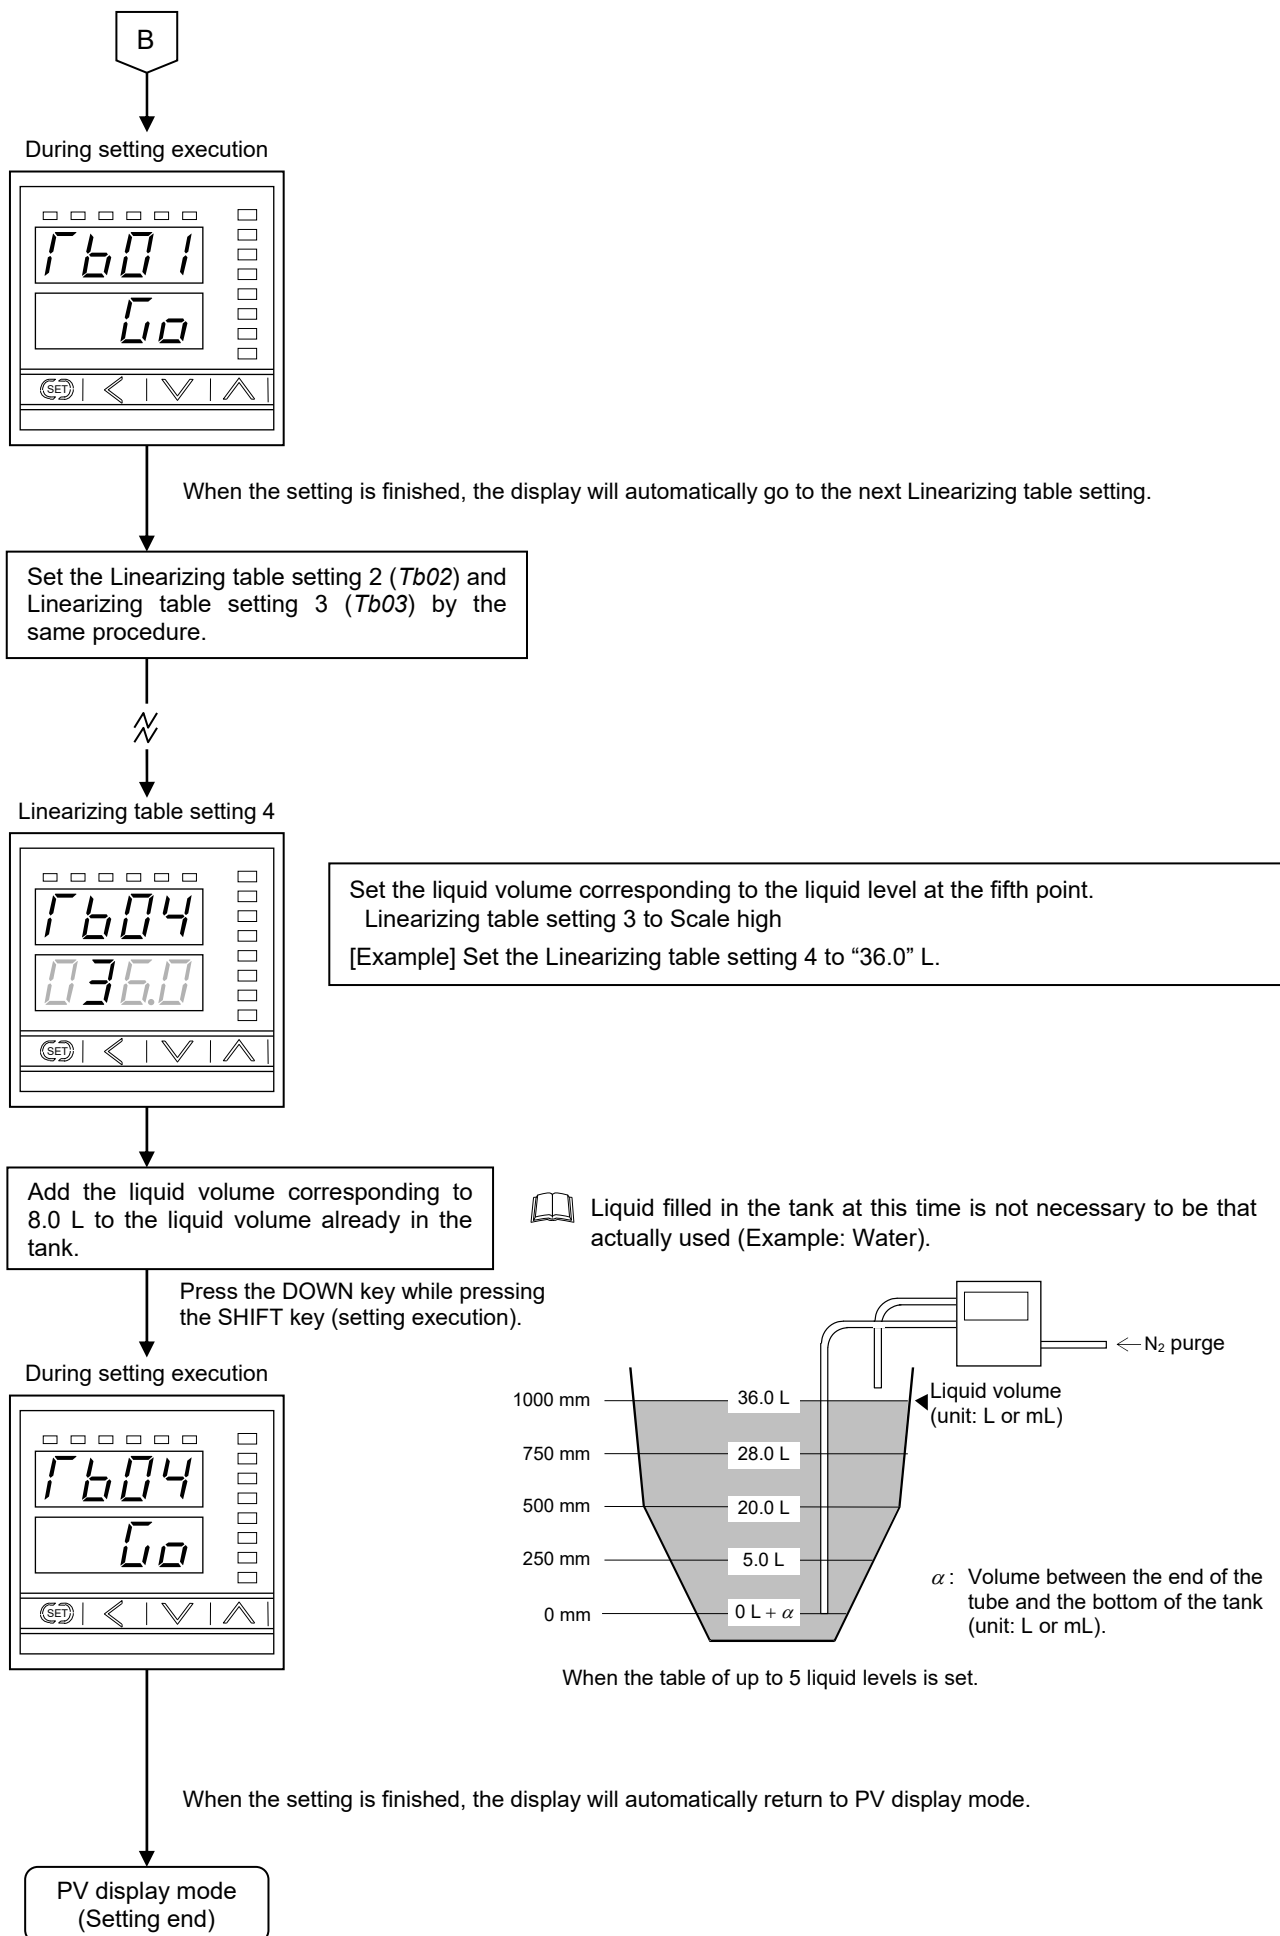 B
During setting execution
Tb01
Go
SET
When the setting is finished, the display will automatically go to the next Linearizing table setting.
Set the Linearizing table setting 2 (Tb02) and
Linearizing table setting 3 (Tb03) by the
same procedure.
Linearizing table setting 4
Tb04
036.0
SET
Set the liquid volume corresponding to the liquid level at the fifth point.
Linearizing table setting 3 to Scale high
[Example] Set the Linearizing table setting 4 to “36.0” L.
Add the liquid volume corresponding to
8.0 L to the liquid volume already in the
tank.
Liquid filled in the tank at this time is not necessary to be that
actually used (Example: Water).
Press the DOWN key while pressing
the SHIFT key (setting execution).
During setting execution
Tb04
Go
SET
N₂ purge
Liquid volume
(unit: L or mL)
1000 mm 36.0 L
750 mm 28.0 L
500 mm 20.0 L
250 mm 5.0 L
0 mm 0 L + α
α : Volume between the end of the
tube and the bottom of the tank
(unit: L or mL).
When the table of up to 5 liquid levels is set.
When the setting is finished, the display will automatically return to PV display mode.
PV display mode
(Setting end)